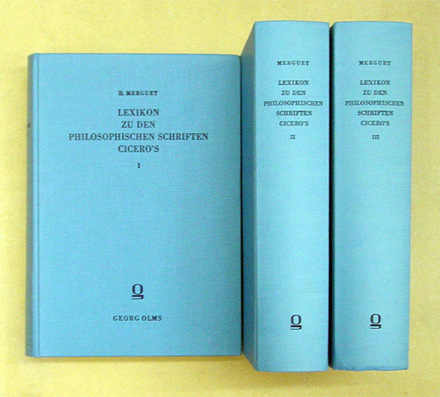 H. MERGUET
LEXIKON
ZU DEN
PHILOSOPHISCHEN SCHRIFTEN
CICERO'S
I
GEORG OLMS
MERGUET
LEXIKON
ZU DEN
PHILOSOPHISCHEN
SCHRIFTEN
CICERO'S
II
MERGUET
LEXIKON
ZU DEN
PHILOSOPHISCHEN
SCHRIFTEN
CICERO'S
III